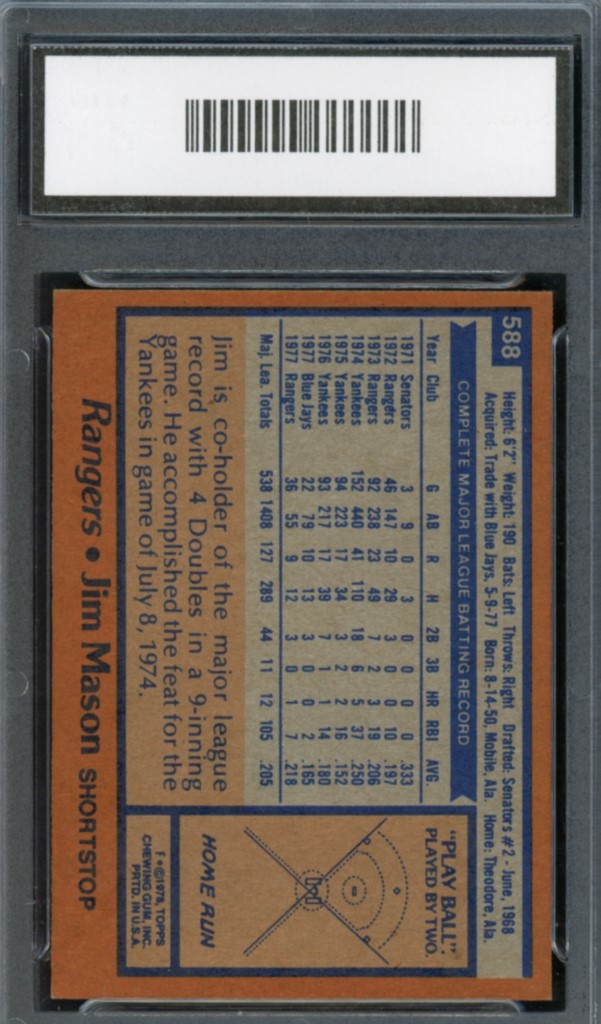 588
Height: 6'2" Weight: 190 Bats: Left Throws: Right Drafted: Senators #2 - June, 1968
Acquired: Trade with Blue Jays, 5-9-77 Born: 8-14-50, Mobile, Ala. Home: Theodore, Ala.
COMPLETE MAJOR LEAGUE BATTING RECORD
Year Club G AB R H 2B 3B HR RBI AVG.
1971 Senators 3 9 0 3 0 0 0 0 .333
1972 Rangers 46 147 10 29 3 0 0 10 .197
1973 Rangers 92 238 23 49 7 2 3 19 .206
1974 Yankees 152 440 41 110 18 6 5 37 .250
1975 Yankees 94 223 17 34 3 2 2 16 .152
1976 Yankees 93 217 17 39 7 1 1 14 .180
1977 Blue Jays 22 79 10 13 3 0 0 2 .165
1977 Rangers 36 55 9 12 3 0 1 7 .218
Maj. Lea. Totals 538 1408 127 289 44 11 12 105 .205
Jim is co-holder of the major league
record with 4 Doubles in a 9-inning
game. He accomplished the feat for the
Yankees in game of July 8, 1974.
"PLAY BALL":
PLAYED BY TWO.
HOME RUN
F ©1978, TOPPS
CHEWING GUM, INC.
PRTD. IN U.S.A.
Rangers • Jim Mason SHORTSTOP